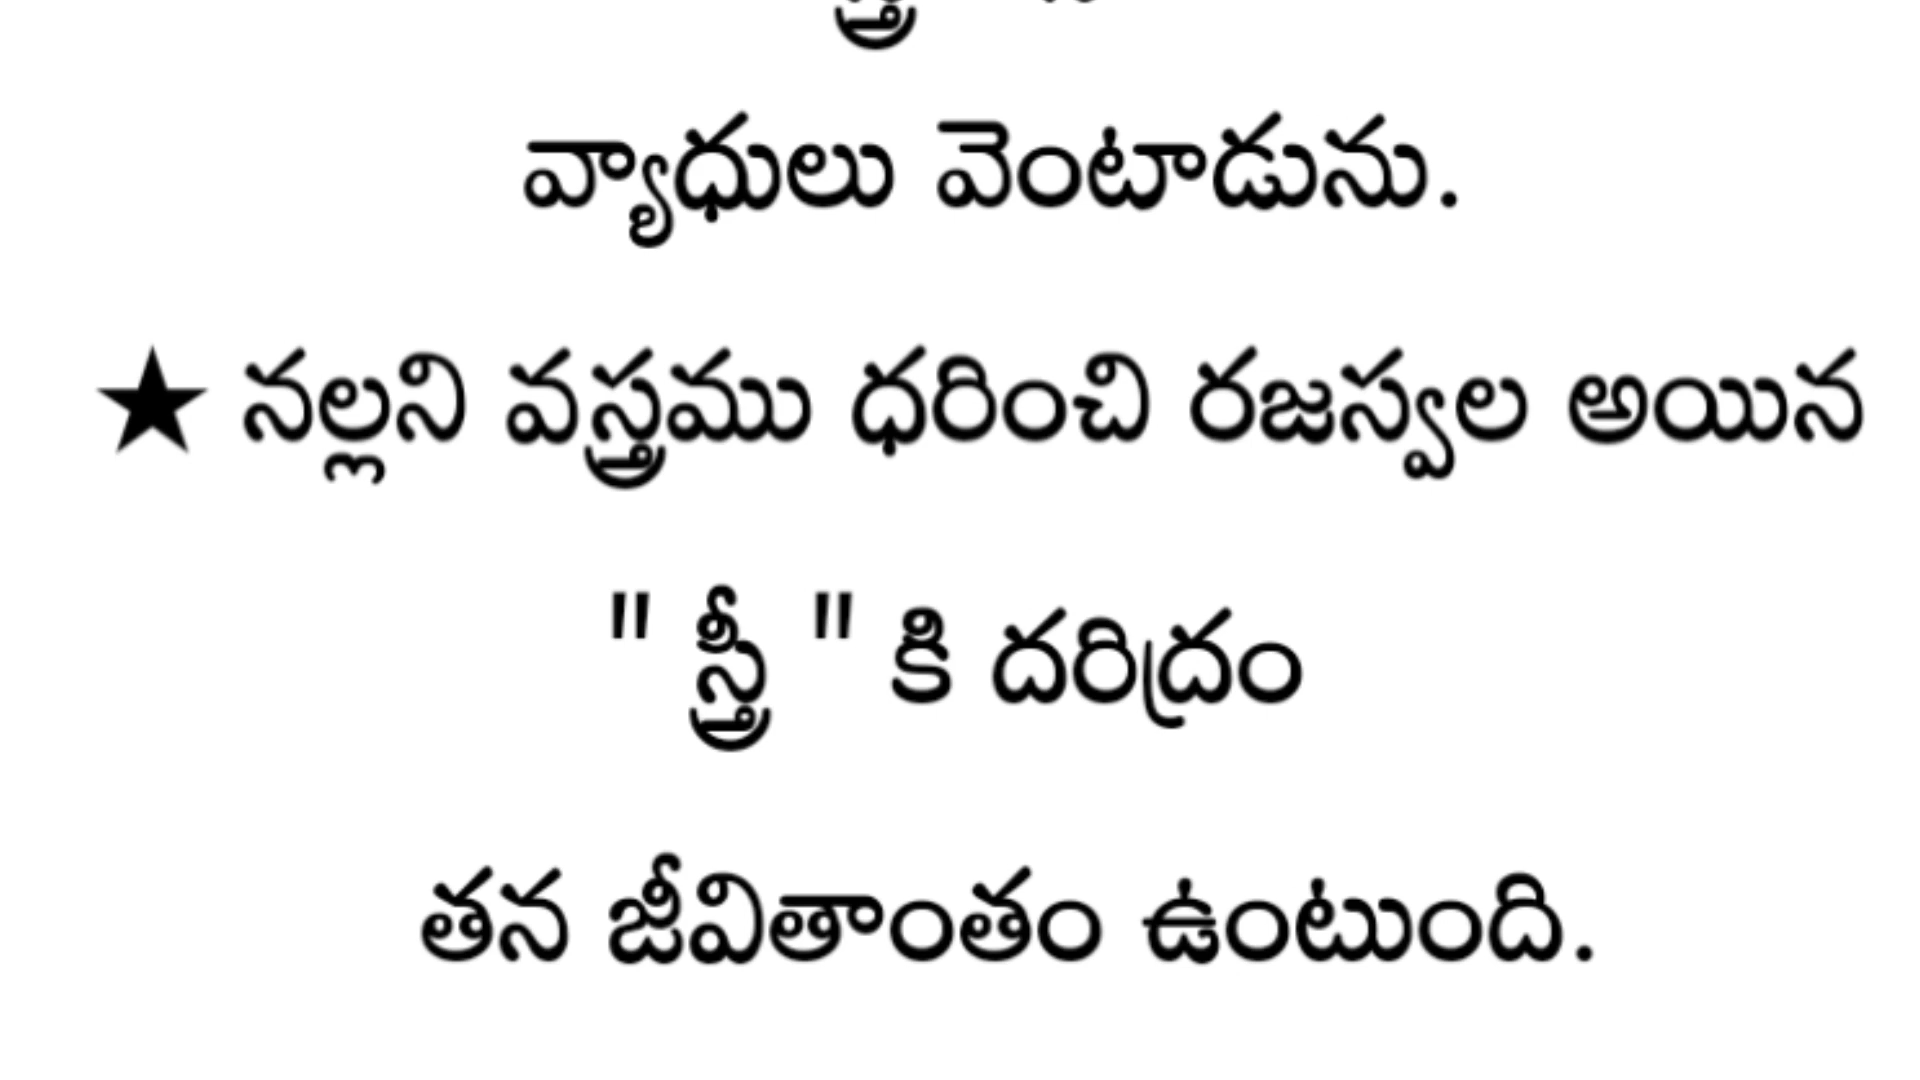 వ్యాధులు వెంటాడును.
★ నల్లని వస్త్రము ధరించి రజస్వల అయిన
" స్త్రీ " కి దరిద్రం
తన జీవితాంతం ఉంటుంది.